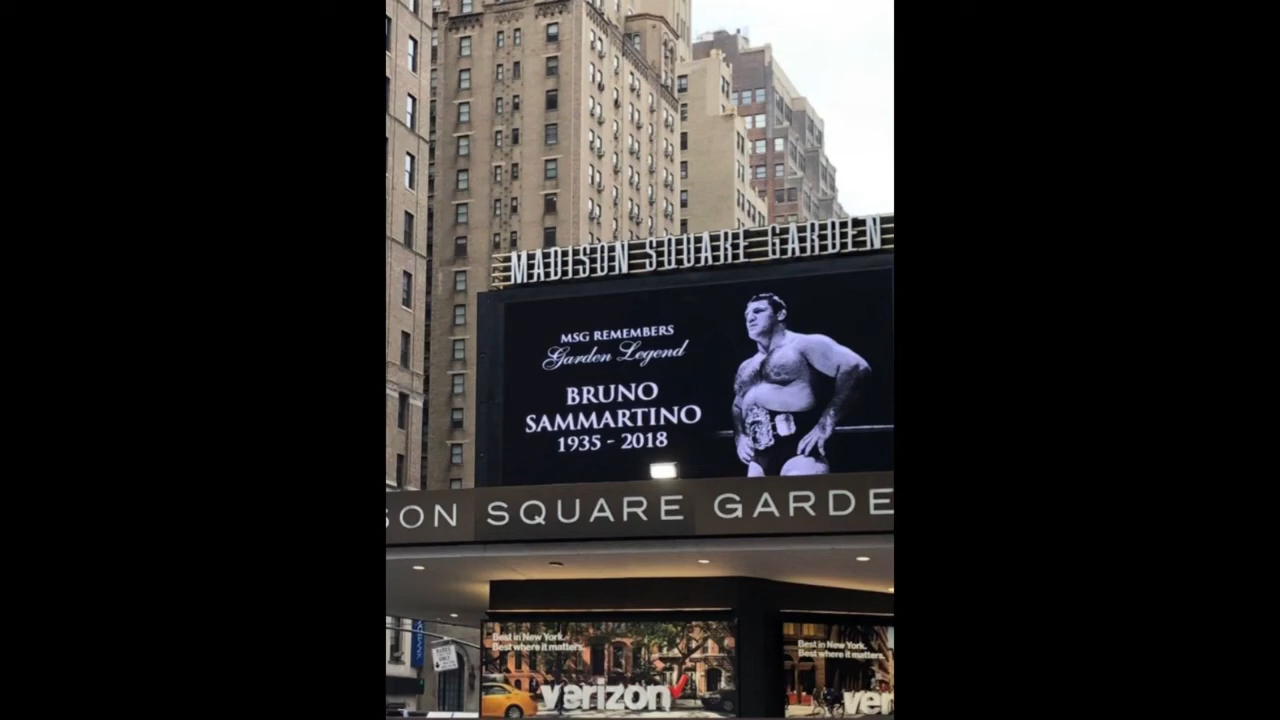 MADISON SQUARE GARDEN
MSG REMEMBERS
Garden Legend
BRUNO
SAMMARTINO
1935 - 2018
SON SQUARE GARDE
Best in New York.
Best where it matters.
verizon
Best in New York.
Best where it matters.
ver